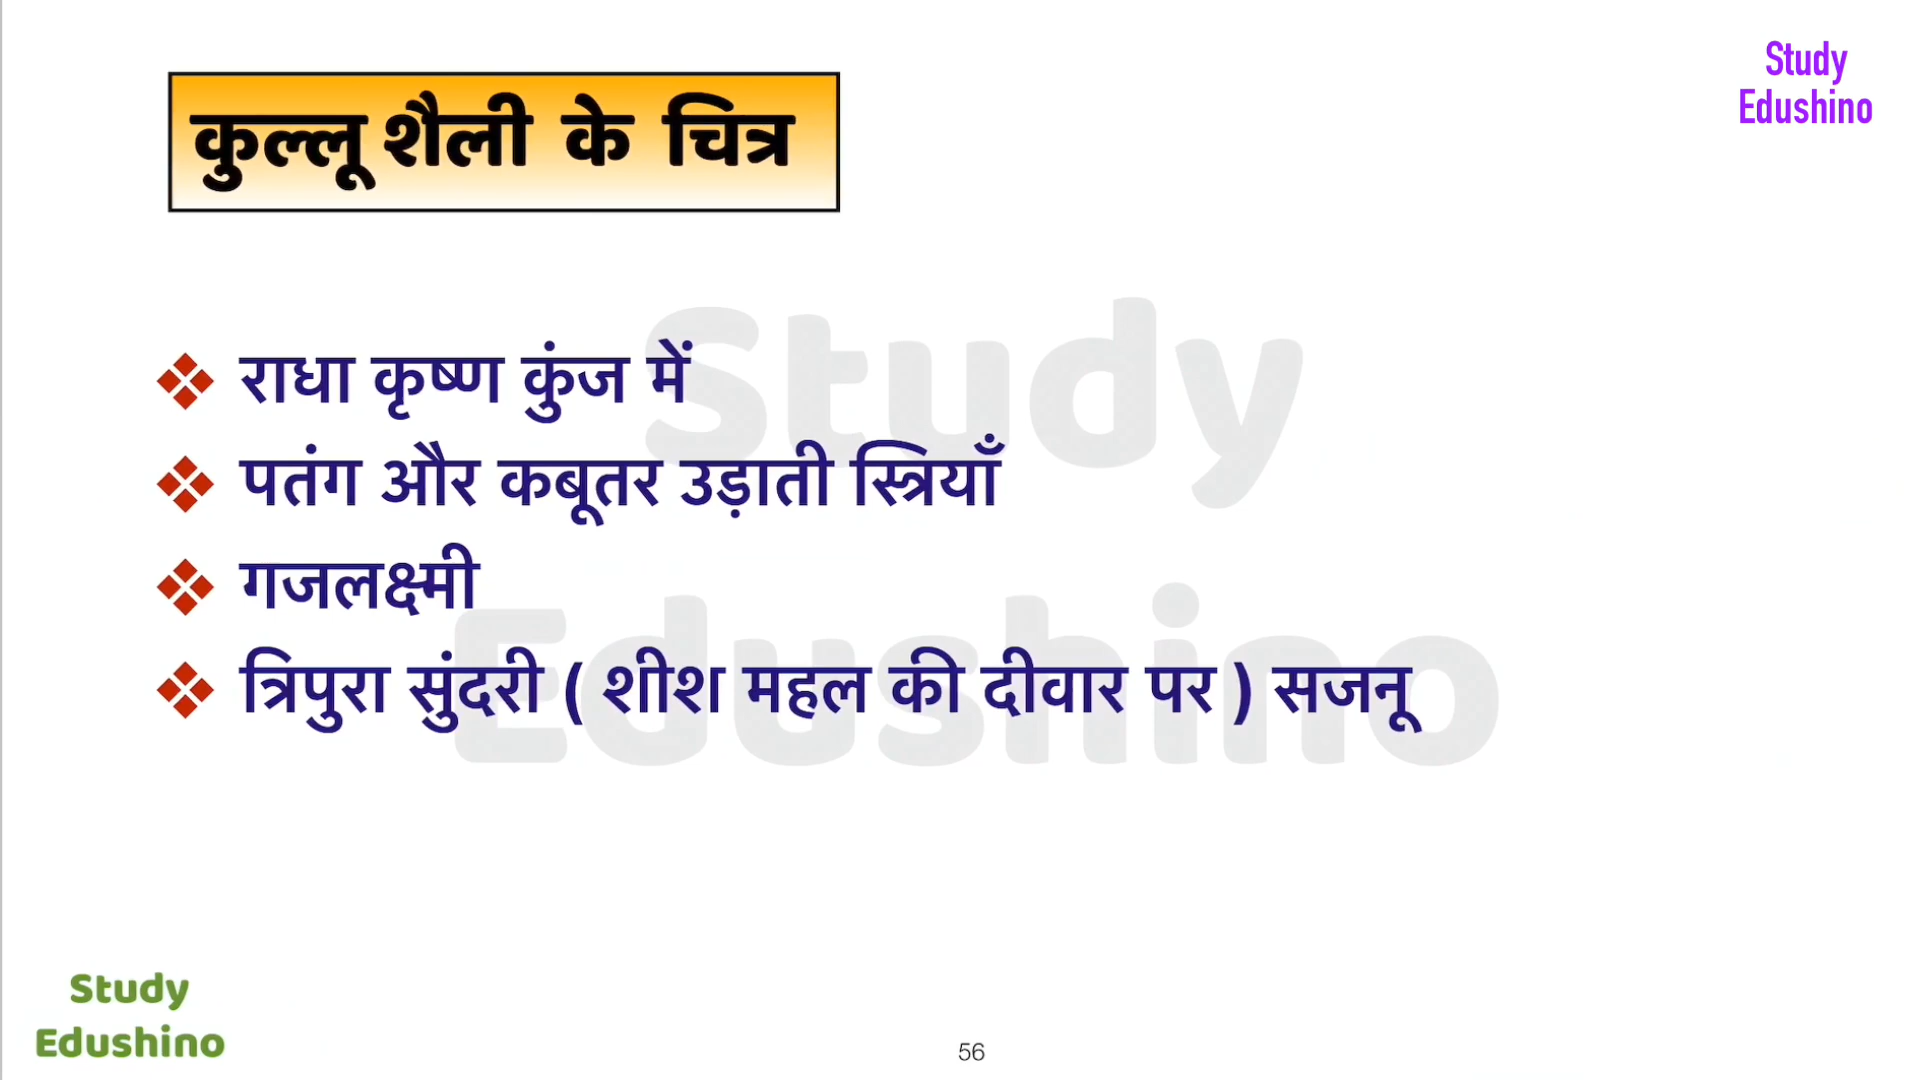 Study
Edushino
कुल्लू शैली के चित्र
Study
Edushino
❖ राधा कृष्ण कुंज में
❖ पतंग और कबूतर उड़ाती स्त्रियाँ
❖ गजलक्ष्मी
❖ त्रिपुरा सुंदरी ( शीश महल की दीवार पर ) सजनू
Study
Edushino
56